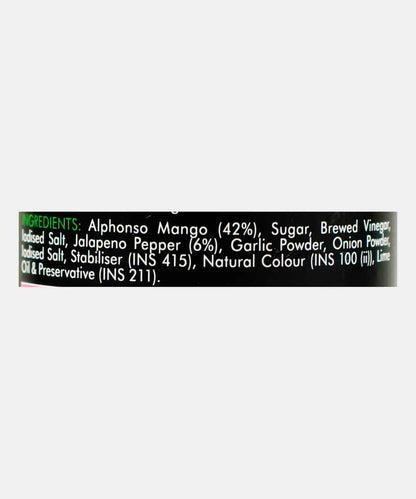 INGREDIENTS: Alphonso Mango (42%), Sugar, Brewed Vinegar,
Iodised Salt, Jalapeno Pepper (6%), Garlic Powder, Onion Powder,
Iodised Salt, Stabiliser (INS 415), Natural Colour (INS 100 (ii)), Lime
Oil & Preservative (INS 211).